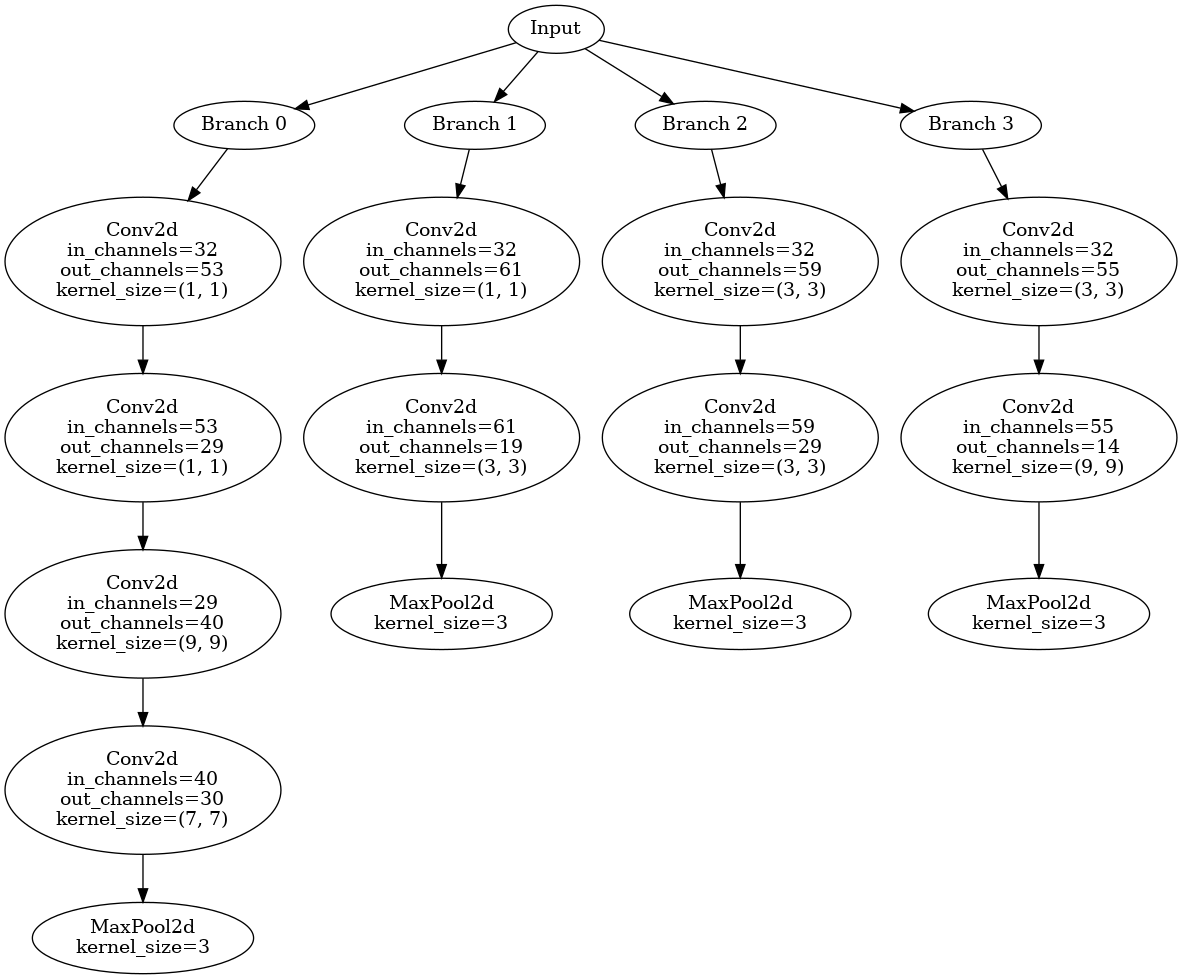 Input
Branch 0
Branch 1
Branch 2
Branch 3
Conv2d
in_channels=32
out_channels=53
kernel_size=(1, 1)
Conv2d
in_channels=32
out_channels=61
kernel_size=(1, 1)
Conv2d
in_channels=32
out_channels=59
kernel_size=(3, 3)
Conv2d
in_channels=32
out_channels=55
kernel_size=(3, 3)
Conv2d
in_channels=53
out_channels=29
kernel_size=(1, 1)
Conv2d
in_channels=61
out_channels=19
kernel_size=(3, 3)
Conv2d
in_channels=59
out_channels=29
kernel_size=(3, 3)
Conv2d
in_channels=55
out_channels=14
kernel_size=(9, 9)
Conv2d
in_channels=29
out_channels=40
kernel_size=(9, 9)
MaxPool2d
kernel_size=3
MaxPool2d
kernel_size=3
MaxPool2d
kernel_size=3
Conv2d
in_channels=40
out_channels=30
kernel_size=(7, 7)
MaxPool2d
kernel_size=3